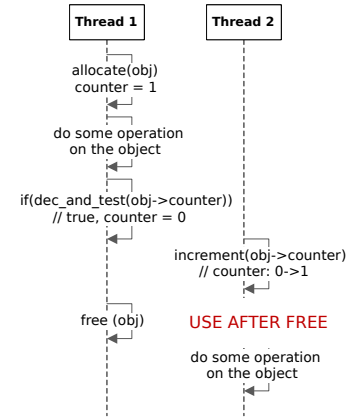 Thread 1
Thread 2
allocate(obj)
counter = 1
do some operation
on the object
if(dec_and_test(obj->counter))
// true, counter = 0
increment(obj->counter)
// counter: 0->1
free (obj)
USE AFTER FREE
do some operation
on the object